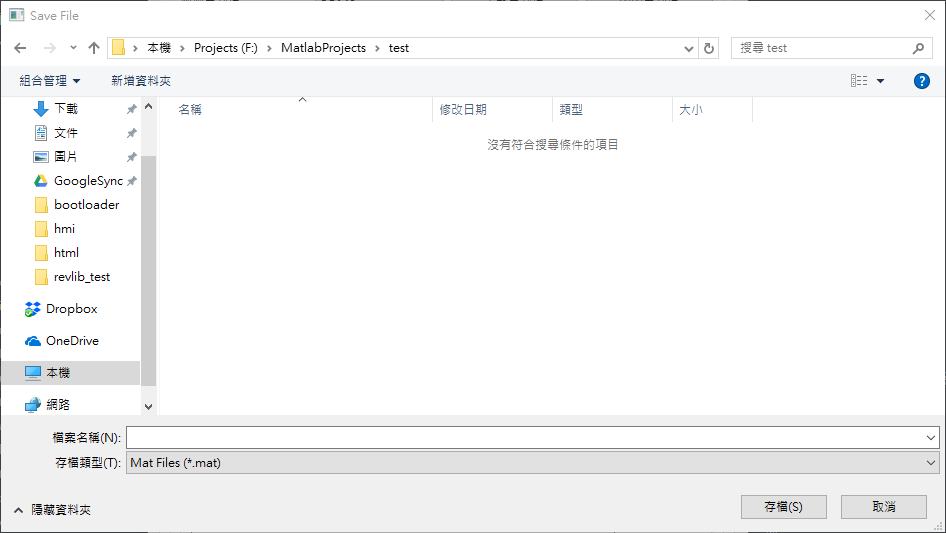 Save File
本機 › Projects (F:) › MatlabProjects › test
搜尋 test
組合管理 新增資料夾
名稱 修改日期 類型 大小
沒有符合搜尋條件的項目
下載
文件
圖片
GoogleSync
bootloader
hmi
html
revlib_test
Dropbox
OneDrive
本機
網路
檔案名稱(N):
存檔類型(T): Mat Files (*.mat)
隱藏資料夾
存檔(S) 取消